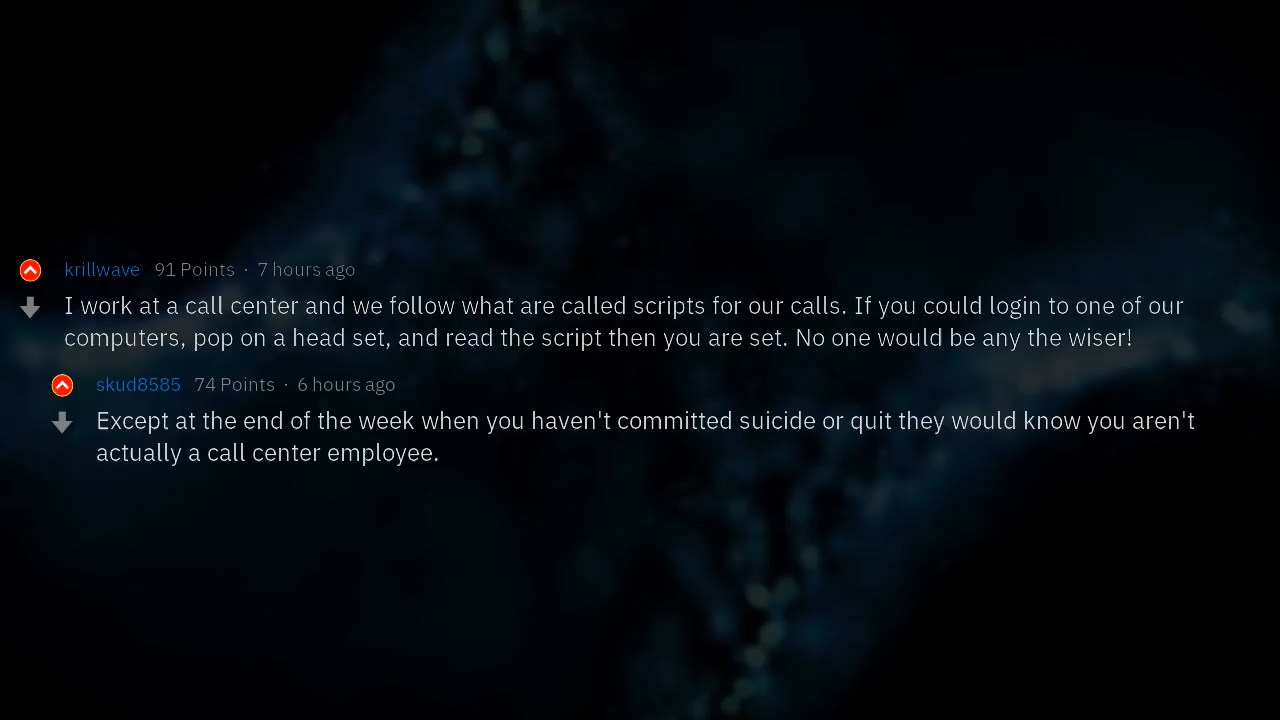 krillwave 91 Points · 7 hours ago
I work at a call center and we follow what are called scripts for our calls. If you could login to one of our
computers, pop on a head set, and read the script then you are set. No one would be any the wiser!
skud8585 74 Points · 6 hours ago
Except at the end of the week when you haven't committed suicide or quit they would know you aren't
actually a call center employee.